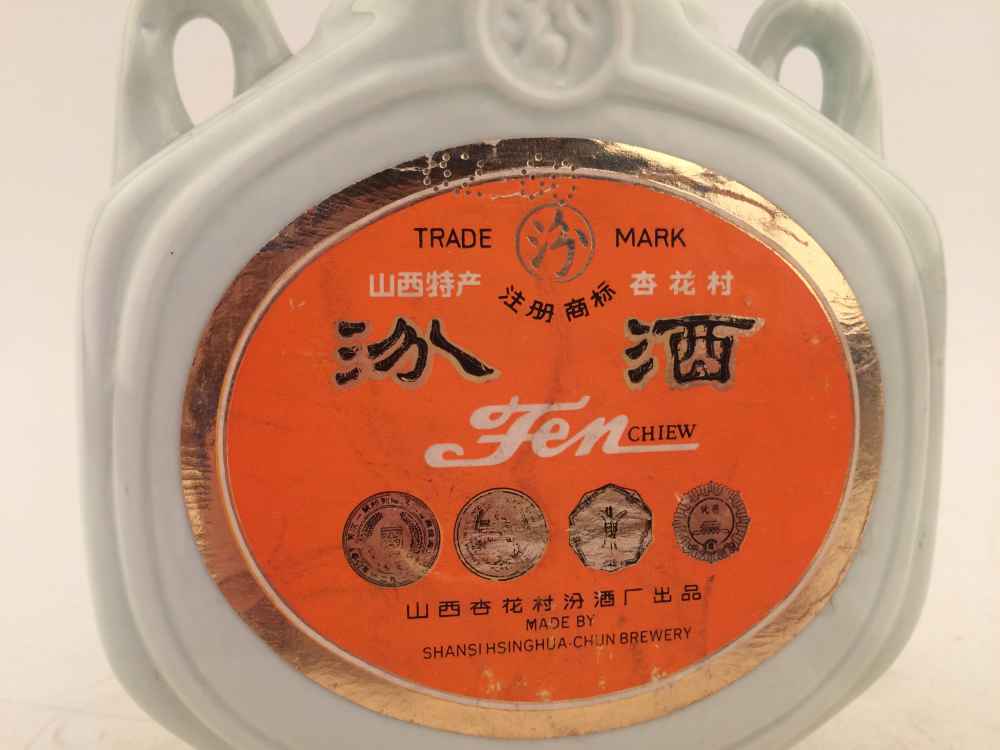 汾
TRADE 汾 MARK
山西特产 杏花村
注册商标
汾 酒
Fen CHIEW
山西杏花村汾酒厂出品
MADE BY
SHANSI HSINGHUA-CHUN BREWERY